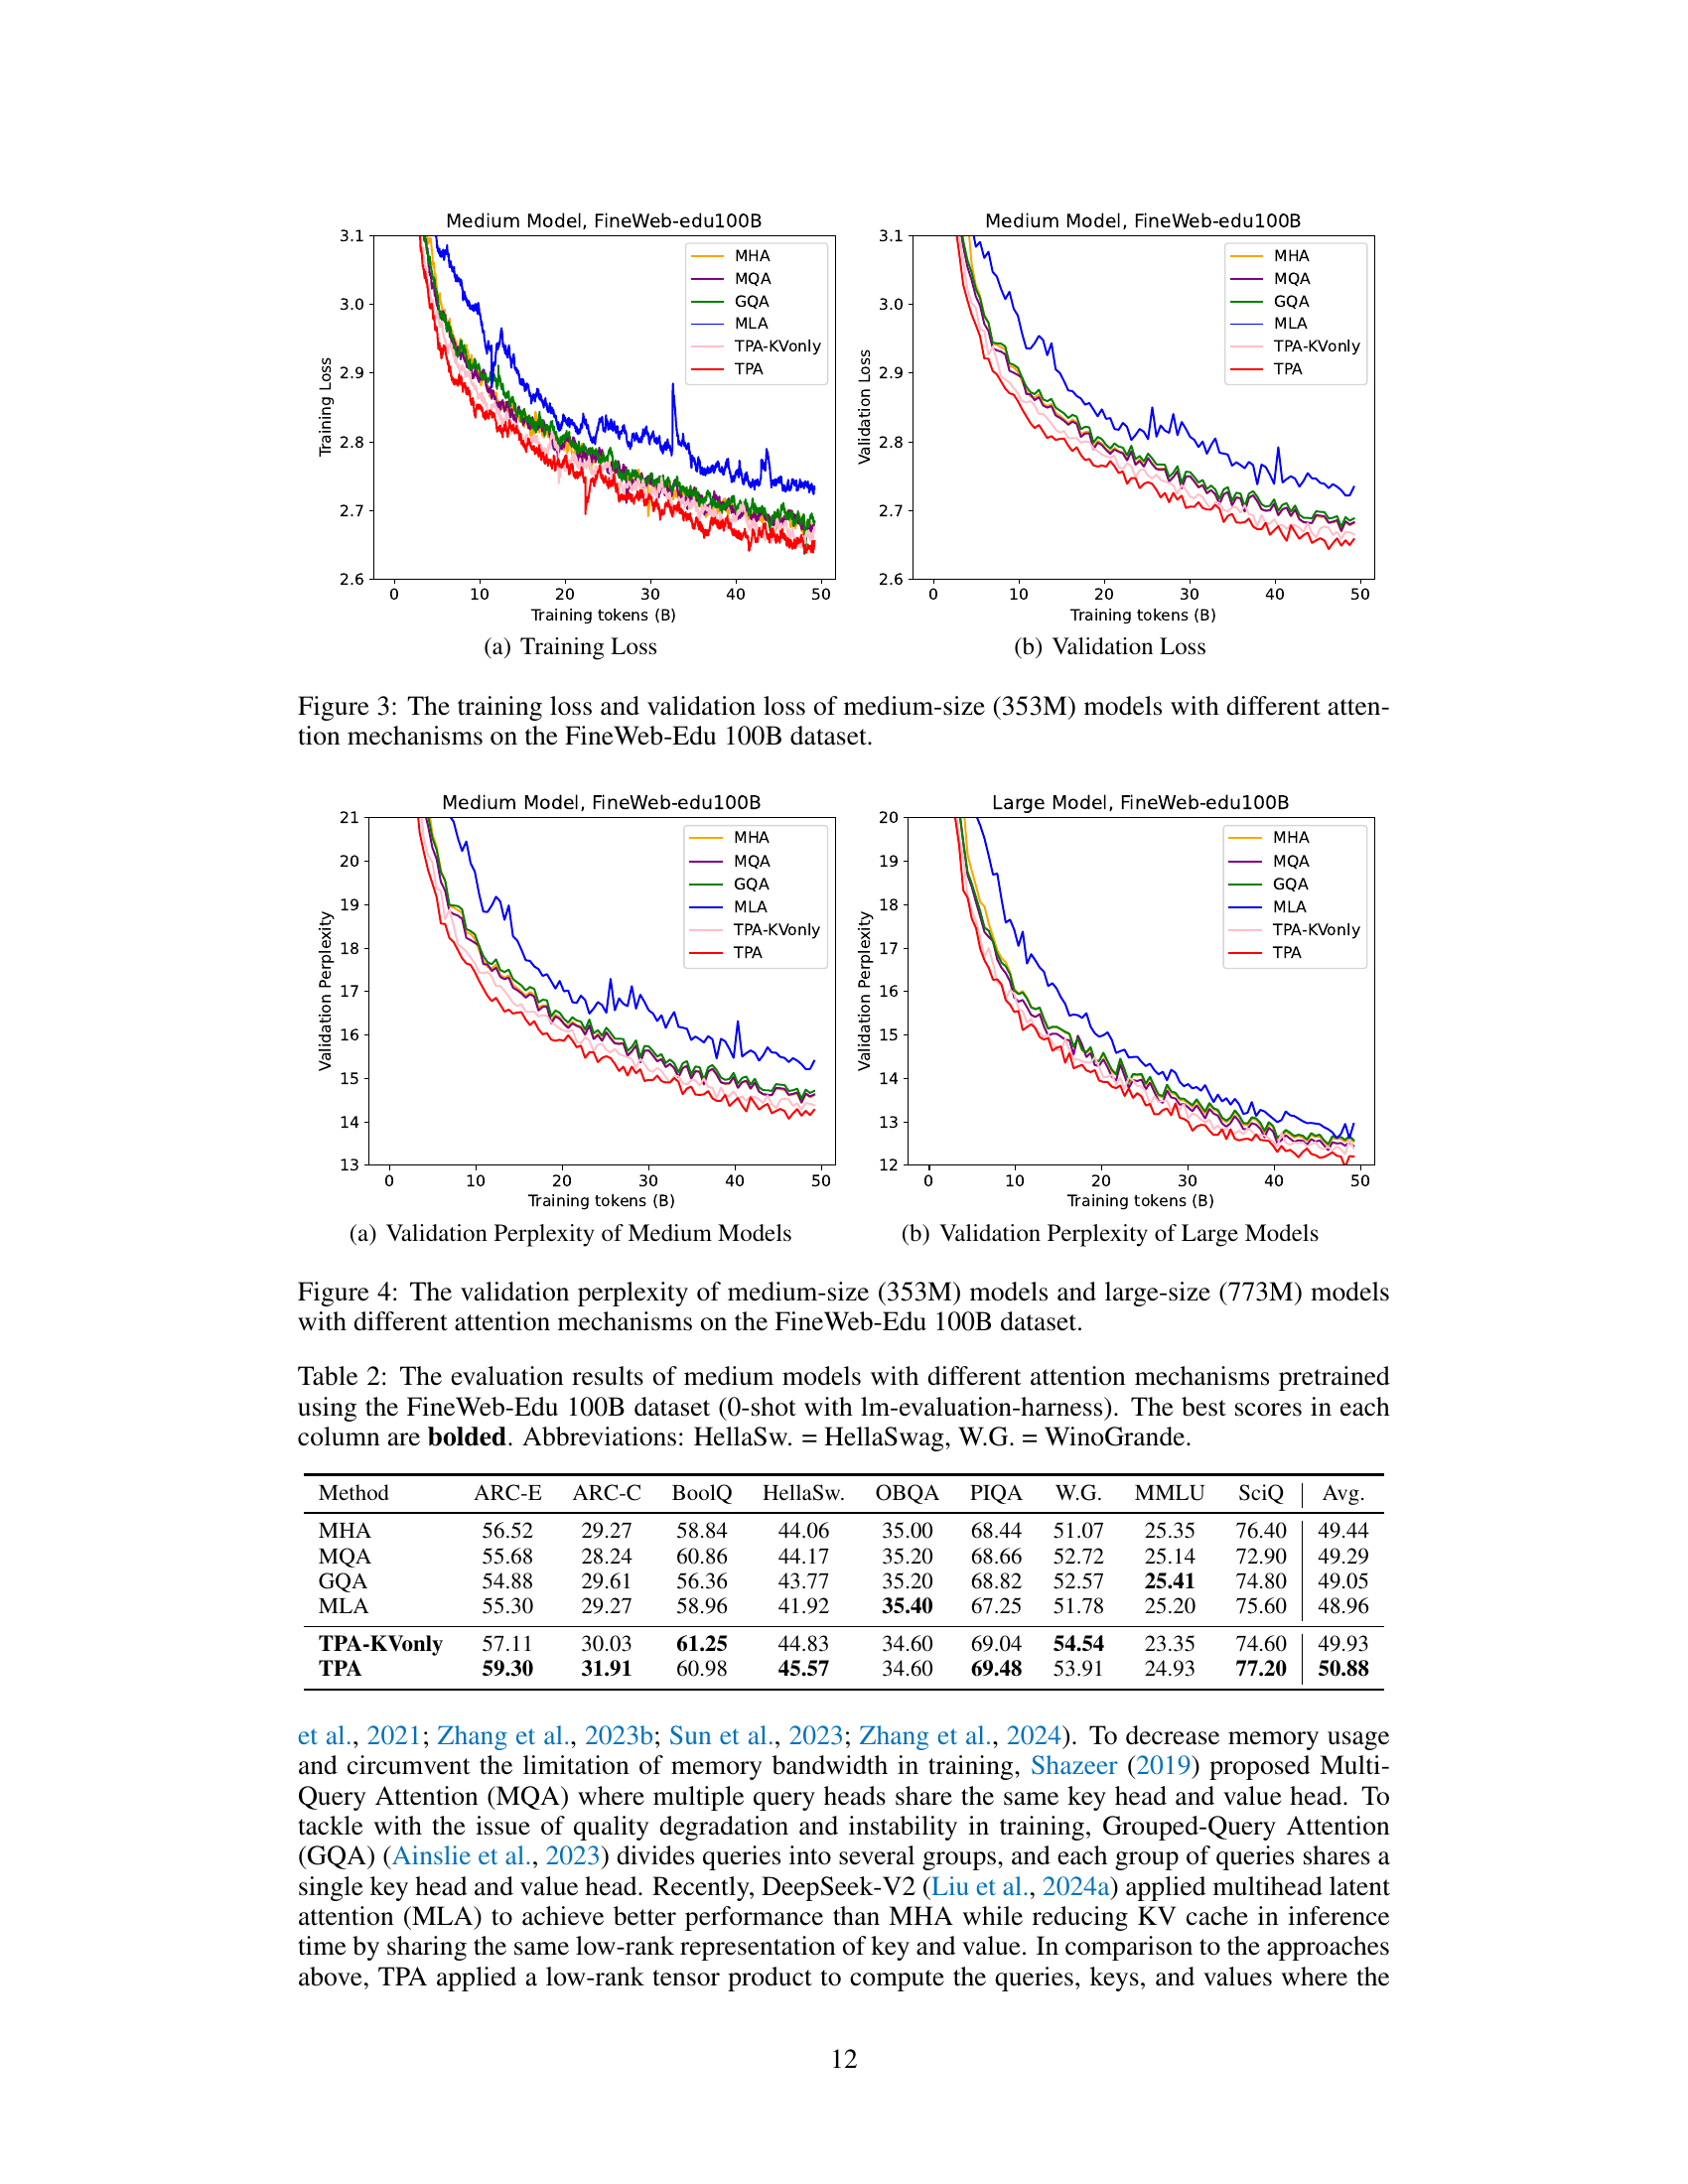 Medium Model, FineWeb-edu100B
3.1
3.0
2.9
2.8
2.7
2.6
Training Loss
MHA
MQA
GQA
MLA
TPA-KVonly
TPA
0 10 20 30 40 50
Training tokens (B)
(a) Training Loss
Medium Model, FineWeb-edu100B
3.1
3.0
2.9
2.8
2.7
2.6
Validation Loss
MHA
MQA
GQA
MLA
TPA-KVonly
TPA
0 10 20 30 40 50
Training tokens (B)
(b) Validation Loss
Figure 3: The training loss and validation loss of medium-size (353M) models with different atten-
tion mechanisms on the FineWeb-Edu 100B dataset.
Medium Model, FineWeb-edu100B
21
20
19
18
17
16
15
14
13
Validation Perplexity
MHA
MQA
GQA
MLA
TPA-KVonly
TPA
0 10 20 30 40 50
Training tokens (B)
(a) Validation Perplexity of Medium Models
Large Model, FineWeb-edu100B
20
19
18
17
16
15
14
13
12
Validation Perplexity
MHA
MQA
GQA
MLA
TPA-KVonly
TPA
0 10 20 30 40 50
Training tokens (B)
(b) Validation Perplexity of Large Models
Figure 4: The validation perplexity of medium-size (353M) models and large-size (773M) models
with different attention mechanisms on the FineWeb-Edu 100B dataset.
Table 2: The evaluation results of medium models with different attention mechanisms pretrained
using the FineWeb-Edu 100B dataset (0-shot with lm-evaluation-harness). The best scores in each
column are bolded. Abbreviations: HellaSw. = HellaSwag, W.G. = WinoGrande.
Method ARC-E ARC-C BoolQ HellaSw. OBQA PIQA W.G. MMLU SciQ Avg.
MHA 56.52 29.27 58.84 44.06 35.00 68.44 51.07 25.35 76.40 49.44
MQA 55.68 28.24 60.86 44.17 35.20 68.66 52.72 25.14 72.90 49.29
GQA 54.88 29.61 56.36 43.77 35.20 68.82 52.57 25.41 74.80 49.05
MLA 55.30 29.27 58.96 41.92 35.40 67.25 51.78 25.20 75.60 48.96
TPA-KVonly 57.11 30.03 61.25 44.83 34.60 69.04 54.54 23.35 74.60 49.93
TPA 59.30 31.91 60.98 45.57 34.60 69.48 53.91 24.93 77.20 50.88
et al., 2021; Zhang et al., 2023b; Sun et al., 2023; Zhang et al., 2024). To decrease memory usage
and circumvent the limitation of memory bandwidth in training, Shazeer (2019) proposed Multi-
Query Attention (MQA) where multiple query heads share the same key head and value head. To
tackle with the issue of quality degradation and instability in training, Grouped-Query Attention
(GQA) (Ainslie et al., 2023) divides queries into several groups, and each group of queries shares a
single key head and value head. Recently, DeepSeek-V2 (Liu et al., 2024a) applied multihead latent
attention (MLA) to achieve better performance than MHA while reducing KV cache in inference
time by sharing the same low-rank representation of key and value. In comparison to the approaches
above, TPA applied a low-rank tensor product to compute the queries, keys, and values where the
12